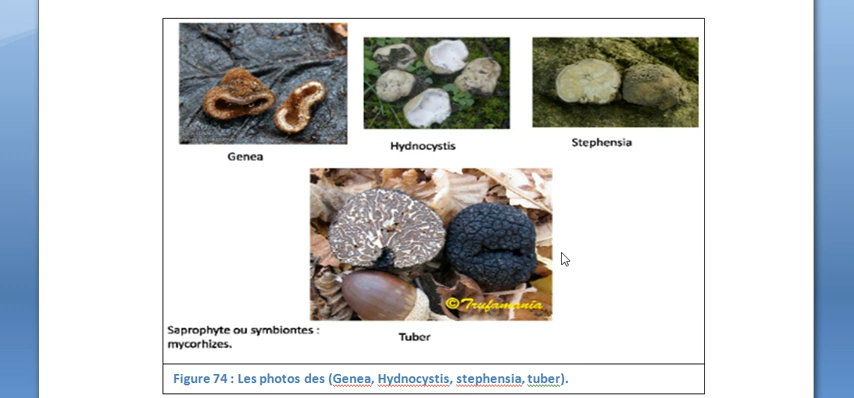 Genea
Hydnocystis
Stephensia
©Trufamania
Saprophyte ou symbiontes :
mycorhizes.
Tuber
Figure 74 : Les photos des (Genea, Hydnocystis, stephensia, tuber).